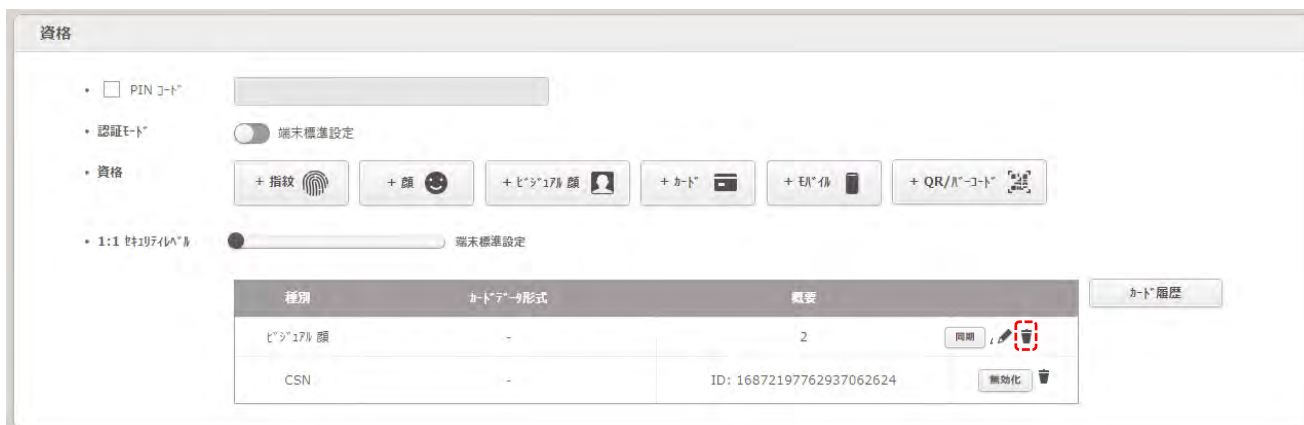 資格
• PIN ｺｰﾄﾞ
• 認証ﾓｰﾄﾞ 端末標準設定
• 資格 + 指紋 + 顔 + ﾋﾞｼﾞｭｱﾙ 顔 + ｶｰﾄﾞ + ﾓﾊﾞｲﾙ + QR/ﾊﾞｰｺｰﾄﾞ
• 1:1 ｾｷｭﾘﾃｨﾚﾍﾞﾙ 端末標準設定
種別 ｶｰﾄﾞﾃﾞｰﾀ形式 概要 ｶｰﾄﾞ履歴
ﾋﾞｼﾞｭｱﾙ 顔 - 2 同期
CSN - ID: 16872197762937062624 無効化